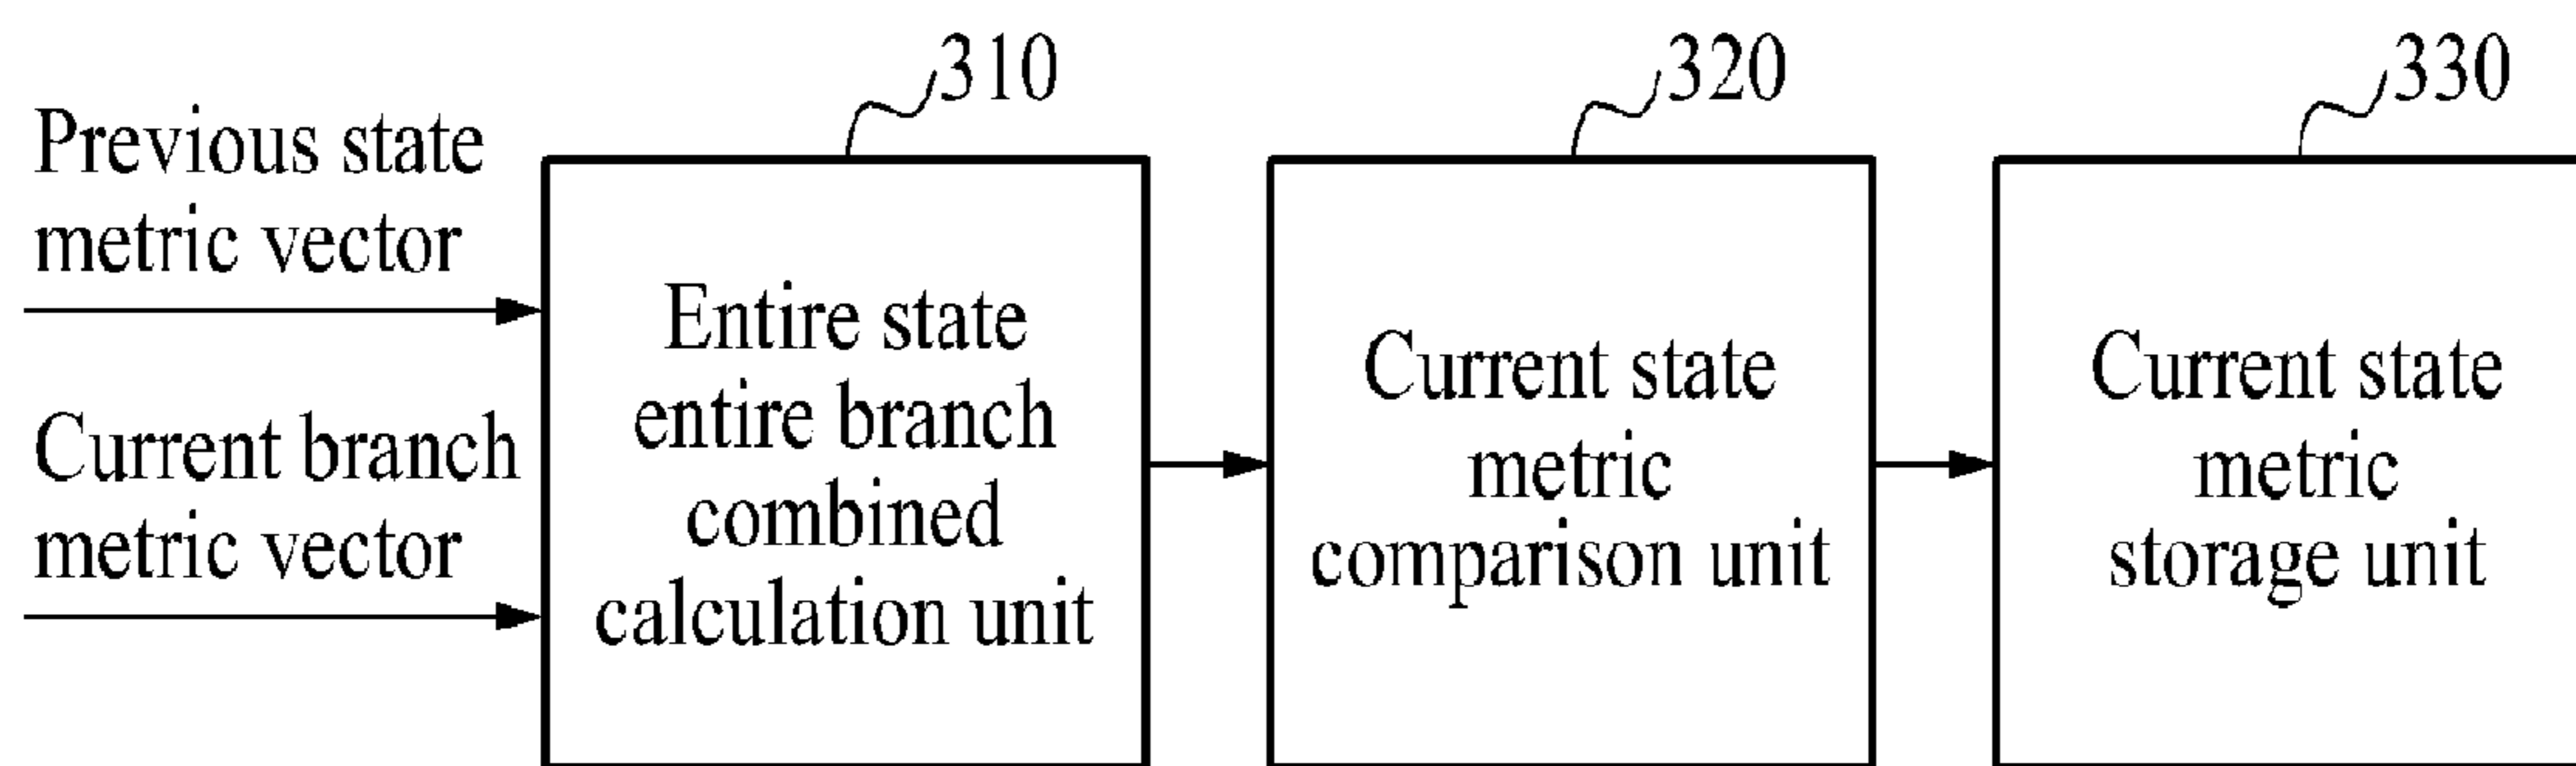 310
320
330
Previous state
metric vector
Current branch
metric vector
Entire state
entire branch
combined
calculation unit
Current state
metric
comparison unit
Current state
metric
storage unit